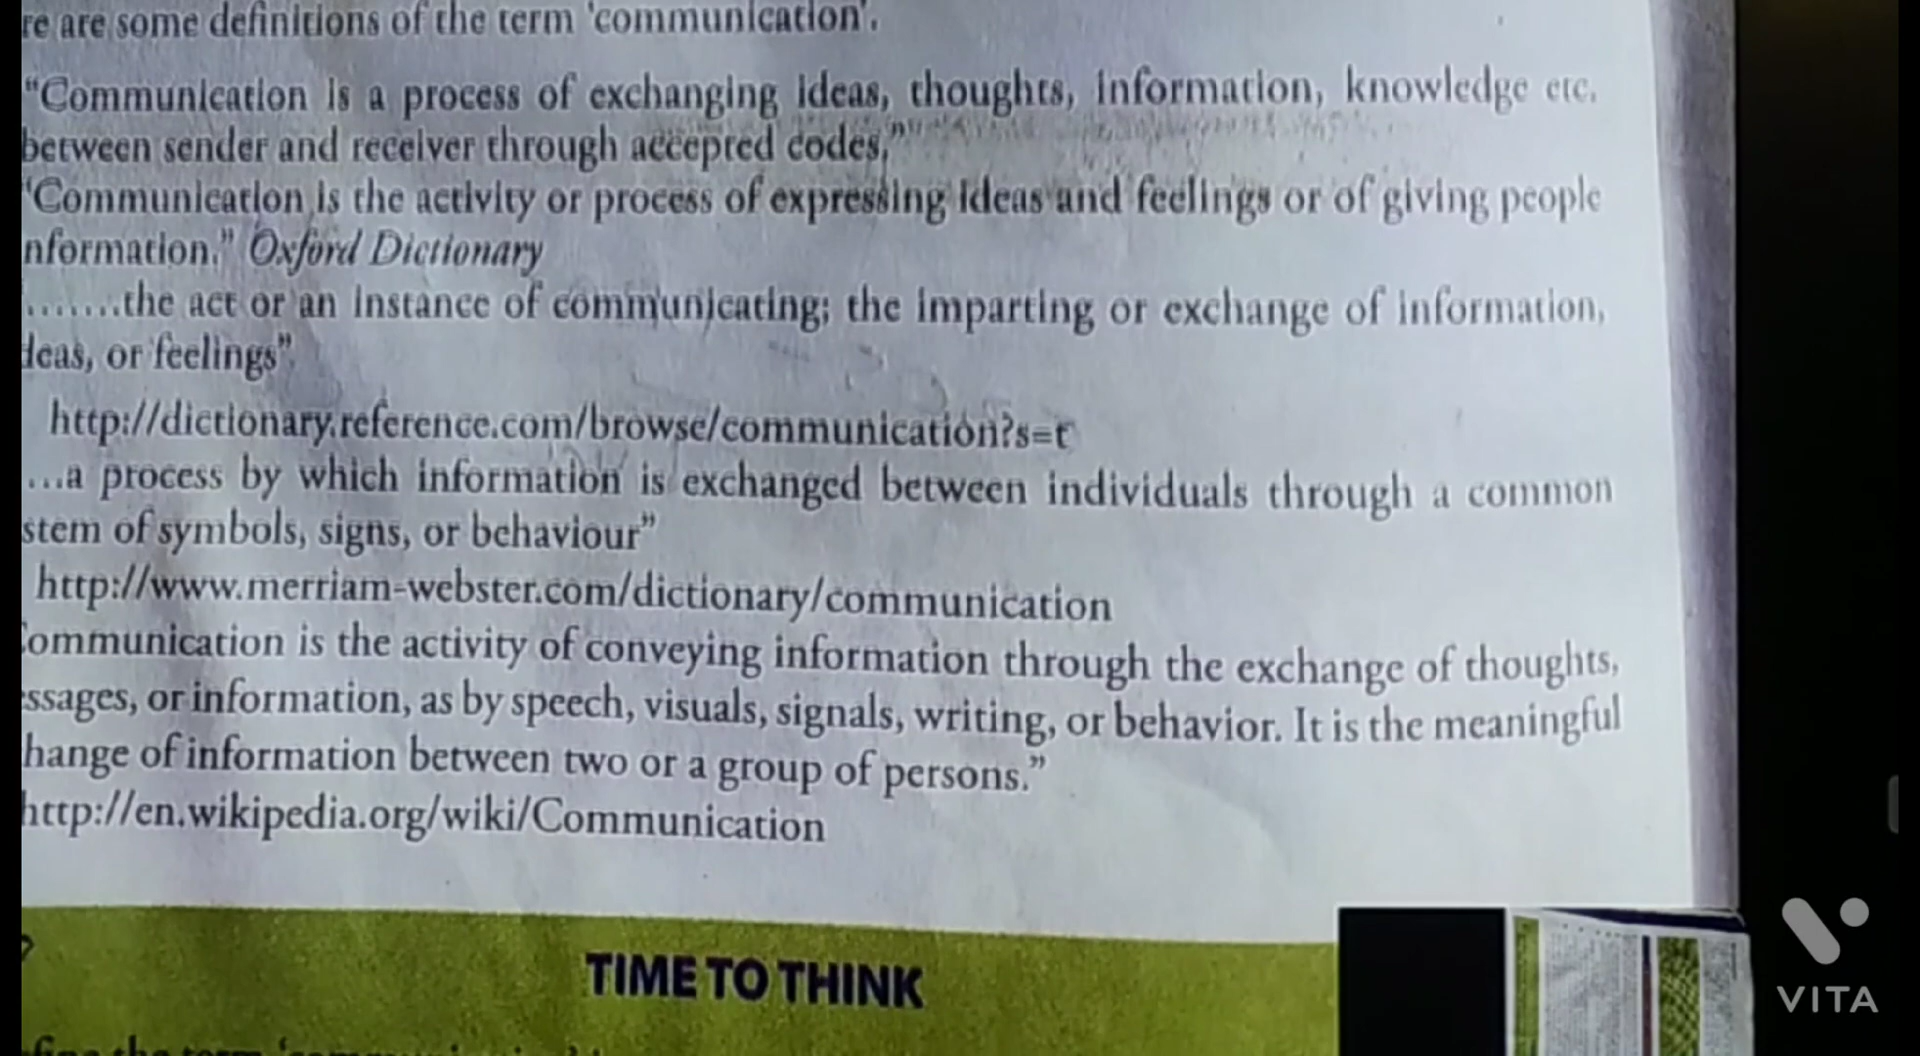 re are some definitions of the term 'communication'.
"Communication is a process of exchanging ideas, thoughts, information, knowledge etc.
between sender and receiver through accepted codes,"
"Communication is the activity or process of expressing ideas and feelings or of giving people
nformation." Oxford Dictionary
.......the act or an instance of communicating; the imparting or exchange of information,
deas, or feelings"
http://dictionary.reference.com/browse/communication?s=t
...a process by which information is exchanged between individuals through a common
stem of symbols, signs, or behaviour"
http://www.merriam-webster.com/dictionary/communication
Communication is the activity of conveying information through the exchange of thoughts,
ssages, or information, as by speech, visuals, signals, writing, or behavior. It is the meaningful
hange of information between two or a group of persons."
http://en.wikipedia.org/wiki/Communication
TIME TO THINK
the term
VITA